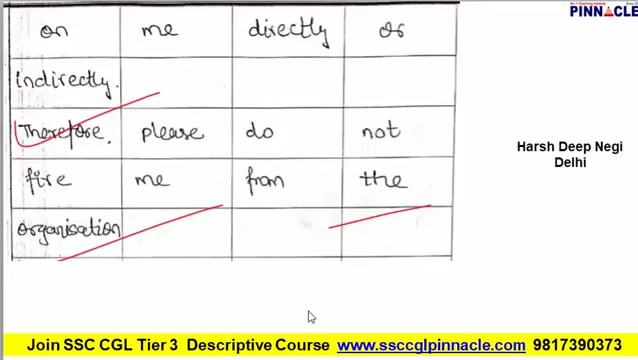 PINNACLE
on me directly or
indirectly.
Therefore, please do not
fire me from the
organisation
Harsh Deep Negi
Delhi
Join SSC CGL Tier 3 Descriptive Course www.ssccglpinnacle.com 9817390373